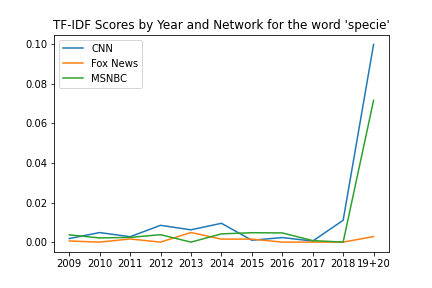 TF-IDF Scores by Year and Network for the word 'specie'
CNN
Fox News
MSNBC
0.10
0.08
0.06
0.04
0.02
0.00
2009 2010 2011 2012 2013 2014 2015 2016 2017 2018 19+20